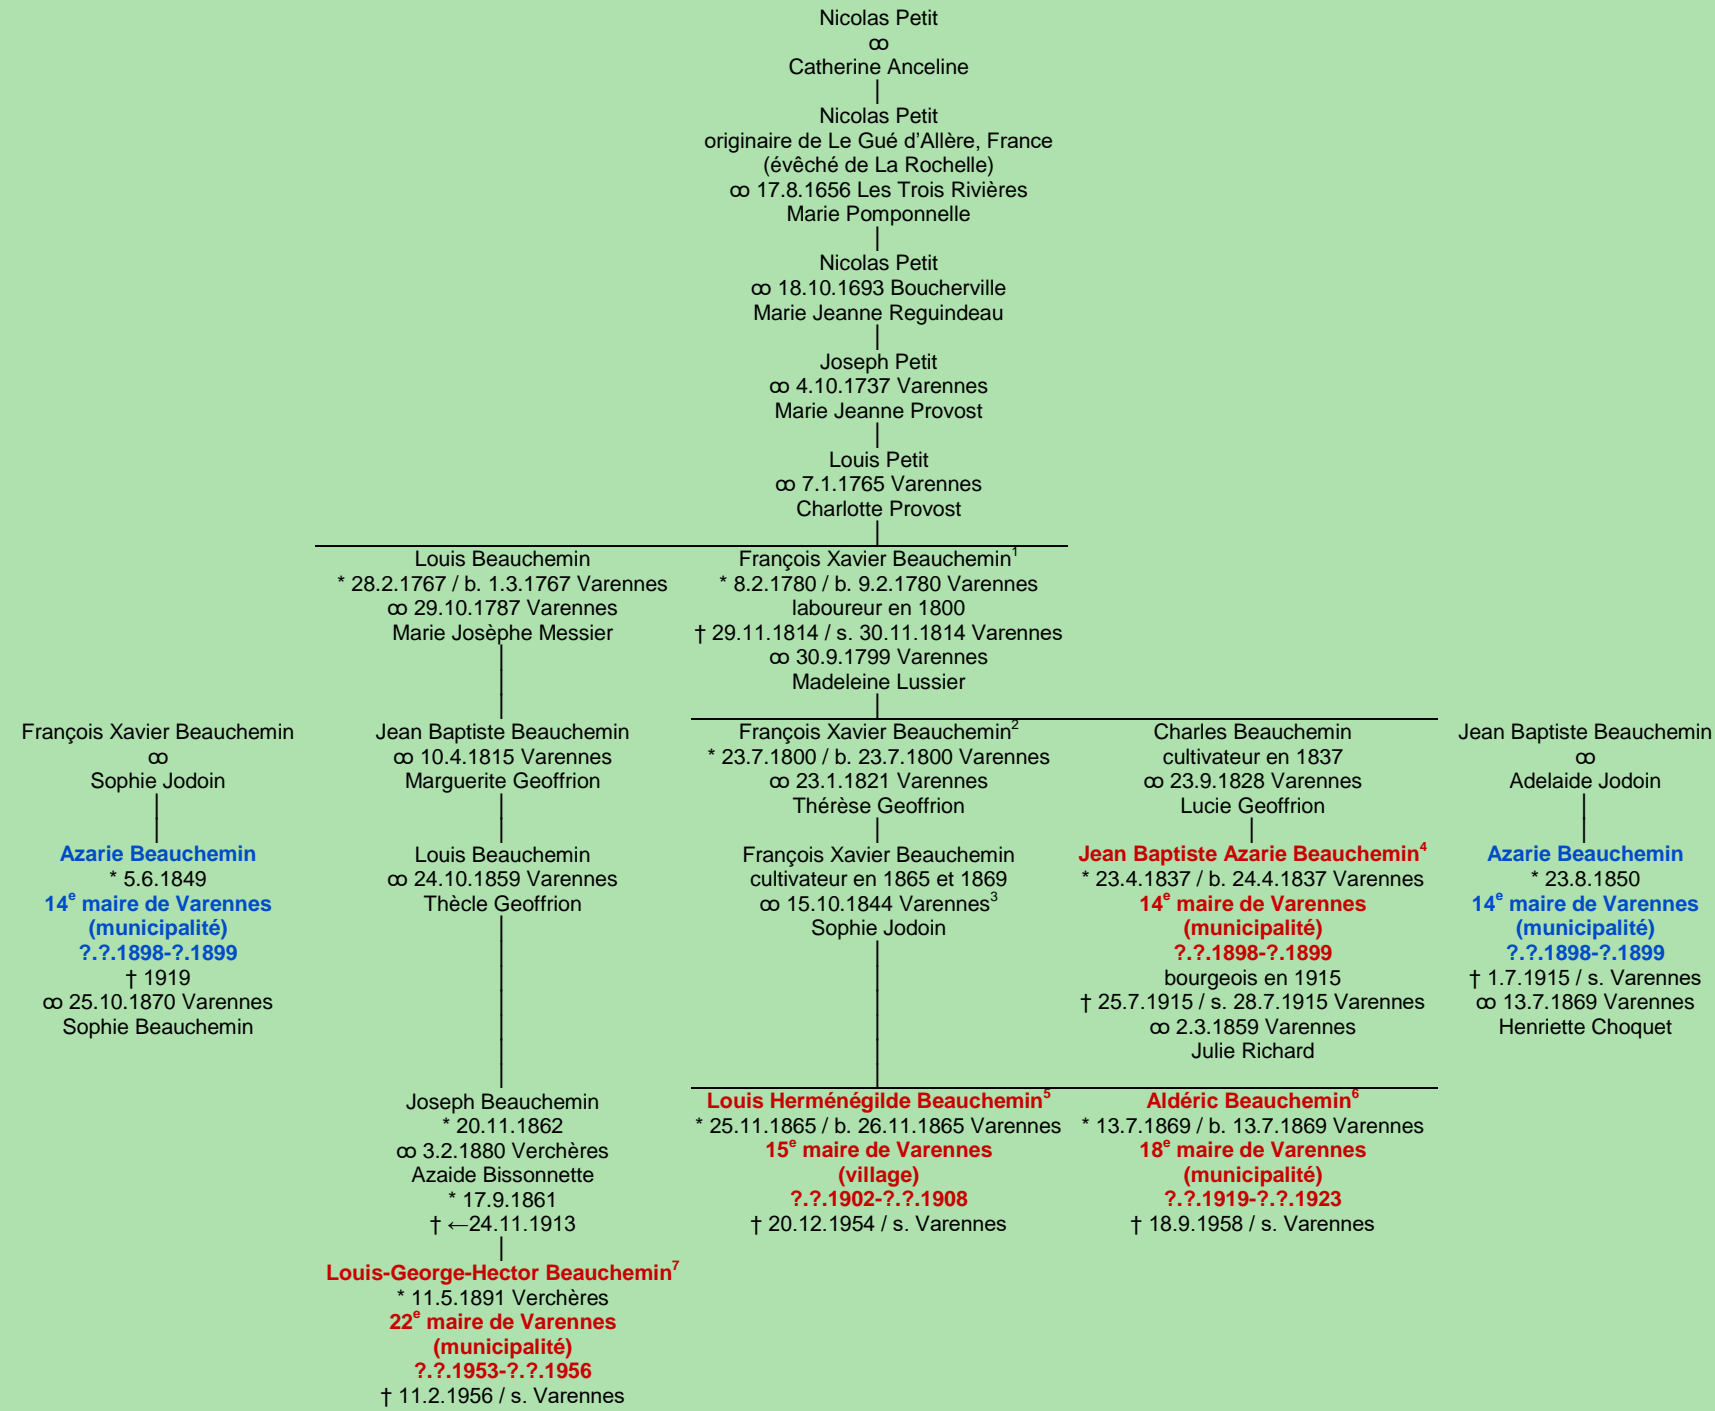 Nicolas Petit
ꝏ
Catherine Anceline
Nicolas Petit
originaire de Le Gué d'Allère, France
(évêché de La Rochelle)
ꝏ 17.8.1656 Les Trois Rivières
Marie Pomponnelle
Nicolas Petit
ꝏ 18.10.1693 Boucherville
Marie Jeanne Reguindeau
Joseph Petit
ꝏ 4.10.1737 Varennes
Marie Jeanne Provost
Louis Petit
ꝏ 7.1.1765 Varennes
Charlotte Provost
Louis Beauchemin
* 28.2.1767 / b. 1.3.1767 Varennes
ꝏ 29.10.1787 Varennes
Marie Josèphe Messier
François Xavier Beauchemin1
* 8.2.1780 / b. 9.2.1780 Varennes
laboureur en 1800
† 29.11.1814 / s. 30.11.1814 Varennes
ꝏ 30.9.1799 Varennes
Madeleine Lussier
François Xavier Beauchemin
ꝏ
Sophie Jodoin
Jean Baptiste Beauchemin
ꝏ 10.4.1815 Varennes
Marguerite Geoffrion
François Xavier Beauchemin2
* 23.7.1800 / b. 23.7.1800 Varennes
ꝏ 23.1.1821 Varennes
Thérèse Geoffrion
Charles Beauchemin
cultivateur en 1837
ꝏ 23.9.1828 Varennes
Lucie Geoffrion
Jean Baptiste Beauchemin
ꝏ
Adelaide Jodoin
Azarie Beauchemin
* 5.6.1849
14e maire de Varennes
(municipalité)
?.?.1898-?.1899
† 1919
ꝏ 25.10.1870 Varennes
Sophie Beauchemin
Louis Beauchemin
ꝏ 24.10.1859 Varennes
Thècle Geoffrion
François Xavier Beauchemin
cultivateur en 1865 et 1869
ꝏ 15.10.1844 Varennes3
Sophie Jodoin
Jean Baptiste Azarie Beauchemin4
* 23.4.1837 / b. 24.4.1837 Varennes
14e maire de Varennes
(municipalité)
?.?.1898-?.1899
bourgeois en 1915
† 25.7.1915 / s. 28.7.1915 Varennes
ꝏ 2.3.1859 Varennes
Julie Richard
Azarie Beauchemin
* 23.8.1850
14e maire de Varennes
(municipalité)
?.?.1898-?.1899
† 1.7.1915 / s. Varennes
ꝏ 13.7.1869 Varennes
Henriette Choquet
Joseph Beauchemin
* 20.11.1862
ꝏ 3.2.1880 Verchères
Azaide Bissonnette
* 17.9.1861
† ←24.11.1913
Louis Herménégilde Beauchemin5
* 25.11.1865 / b. 26.11.1865 Varennes
15e maire de Varennes
(village)
?.?.1902-?.?.1908
† 20.12.1954 / s. Varennes
Aldéric Beauchemin6
* 13.7.1869 / b. 13.7.1869 Varennes
18e maire de Varennes
(municipalité)
?.?.1919-?.?.1923
† 18.9.1958 / s. Varennes
Louis-George-Hector Beauchemin7
* 11.5.1891 Verchères
22e maire de Varennes
(municipalité)
?.?.1953-?.?.1956
† 11.2.1956 / s. Varennes